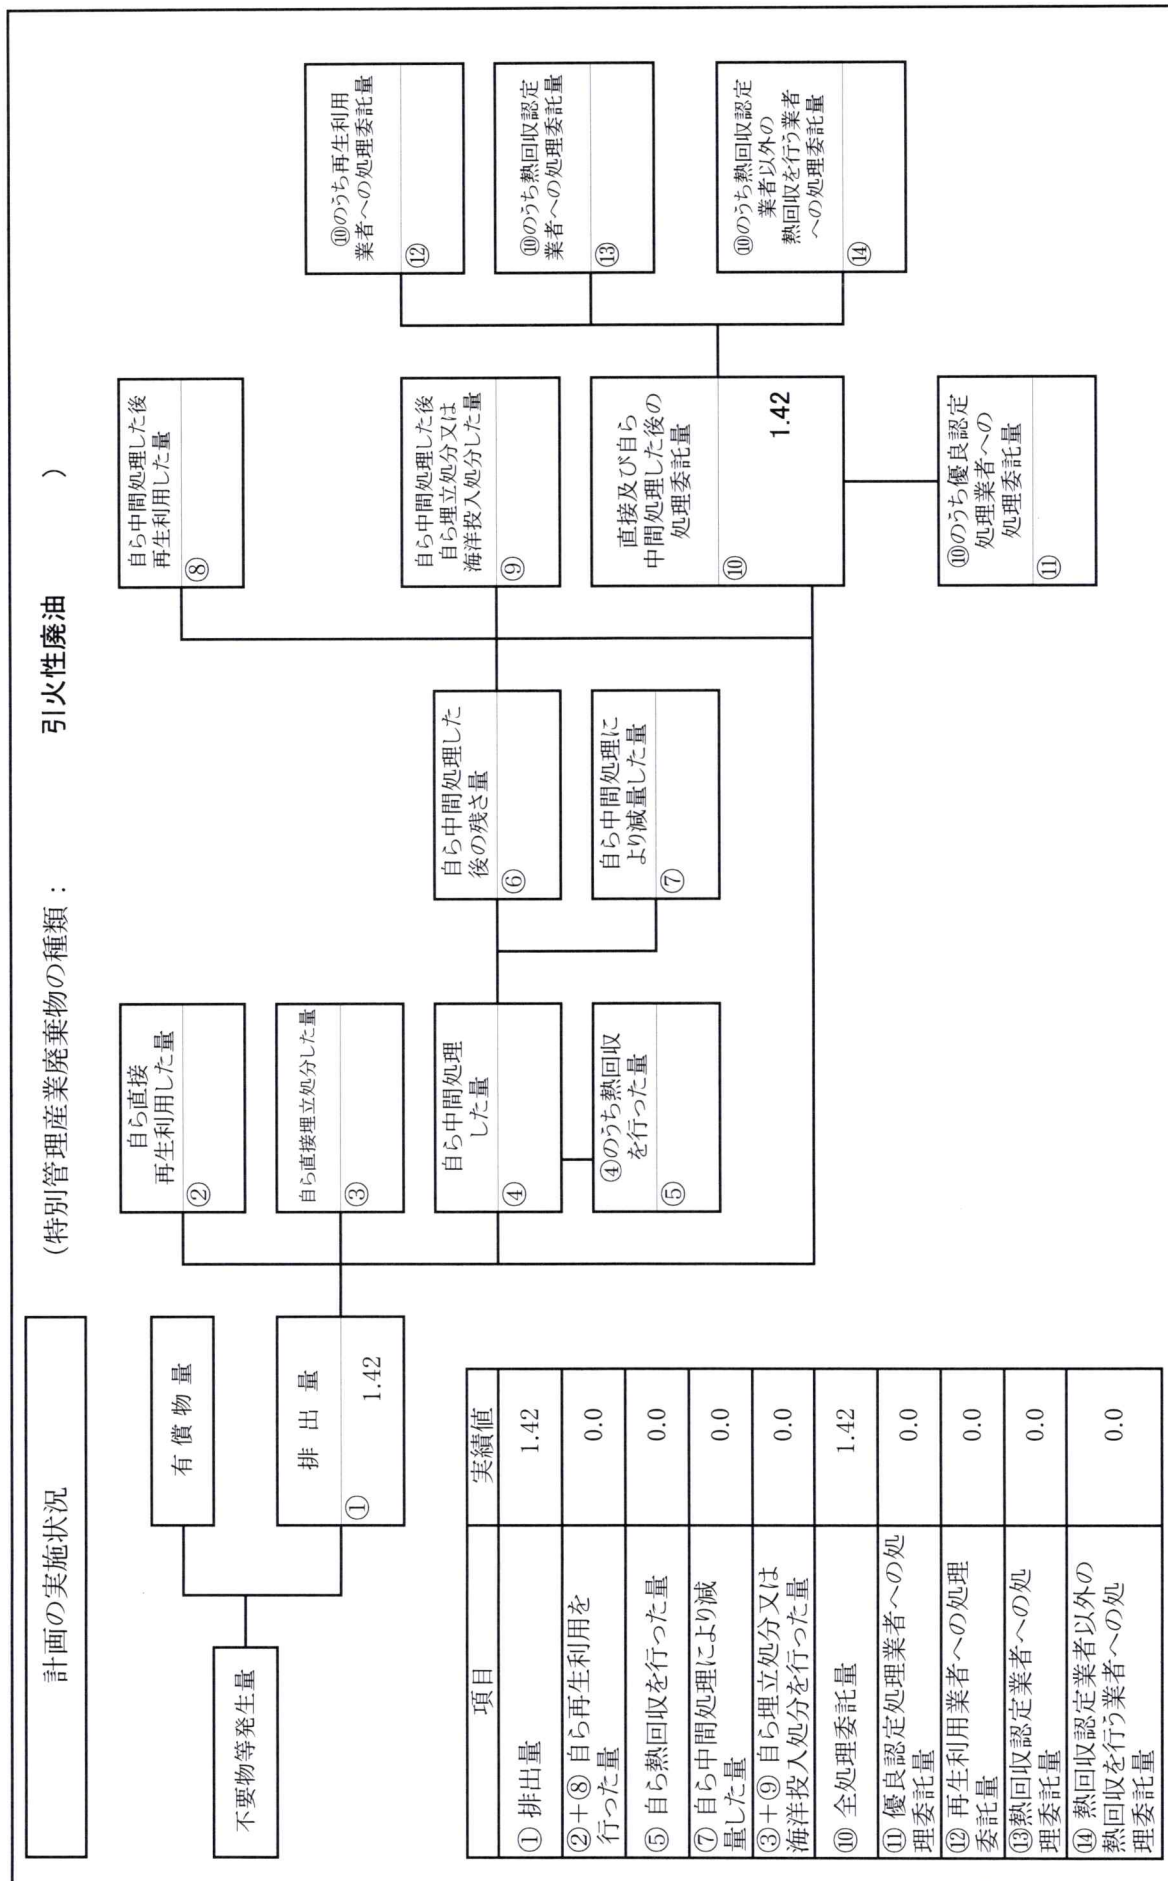 計画の実施状況
(特別管理産業廃棄物の種類： 引火性廃油 )
不要物等発生量
有償物量
排出量
①
1.42
自ら直接
再生利用した量
②
自ら直接埋立処分した量
③
自ら中間処理
した量
④
④のうち熱回収
を行った量
⑤
自ら中間処理した
後の残さ量
⑥
自ら中間処理に
より減量した量
⑦
自ら中間処理した後
再生利用した量
⑧
自ら中間処理した後
自ら埋立処分又は
海洋投入処分した量
⑨
直接及び自ら
中間処理した後の
処理委託量
⑩
1.42
⑩のうち優良認定
処理業者への
処理委託量
⑪
⑩のうち再生利用
業者への処理委託量
⑫
⑩のうち熱回収認定
業者への処理委託量
⑬
⑩のうち熱回収認定
業者以外の
熱回収を行う業者
への処理委託量
⑭
項目 実績値
① 排出量 1.42
②+⑧ 自ら再生利用を
行った量 0.0
⑤ 自ら熱回収を行った量 0.0
⑦ 自ら中間処理により減
量した量 0.0
③+⑨ 自ら埋立処分又は
海洋投入処分を行った量 0.0
⑩ 全処理委託量 1.42
⑪ 優良認定処理業者への処
理委託量 0.0
⑫ 再生利用業者への処理
委託量 0.0
⑬熱回収認定業者への処
理委託量 0.0
⑭ 熱回収認定業者以外の
熱回収を行う業者への処
理委託量 0.0